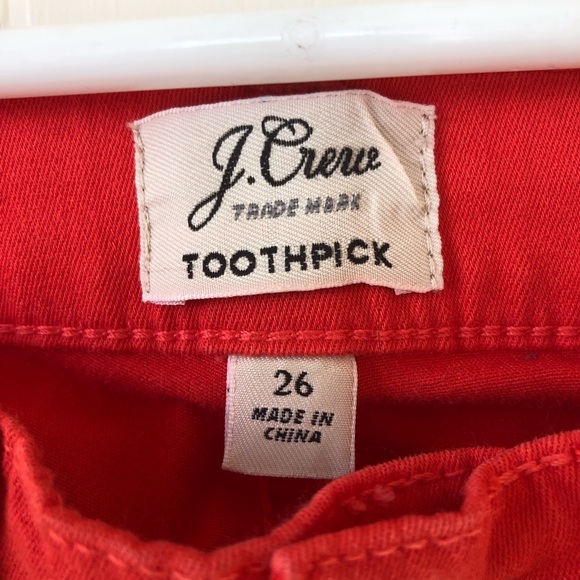 J.Crew
TRADE MARK
TOOTHPICK
26
MADE IN
CHINA